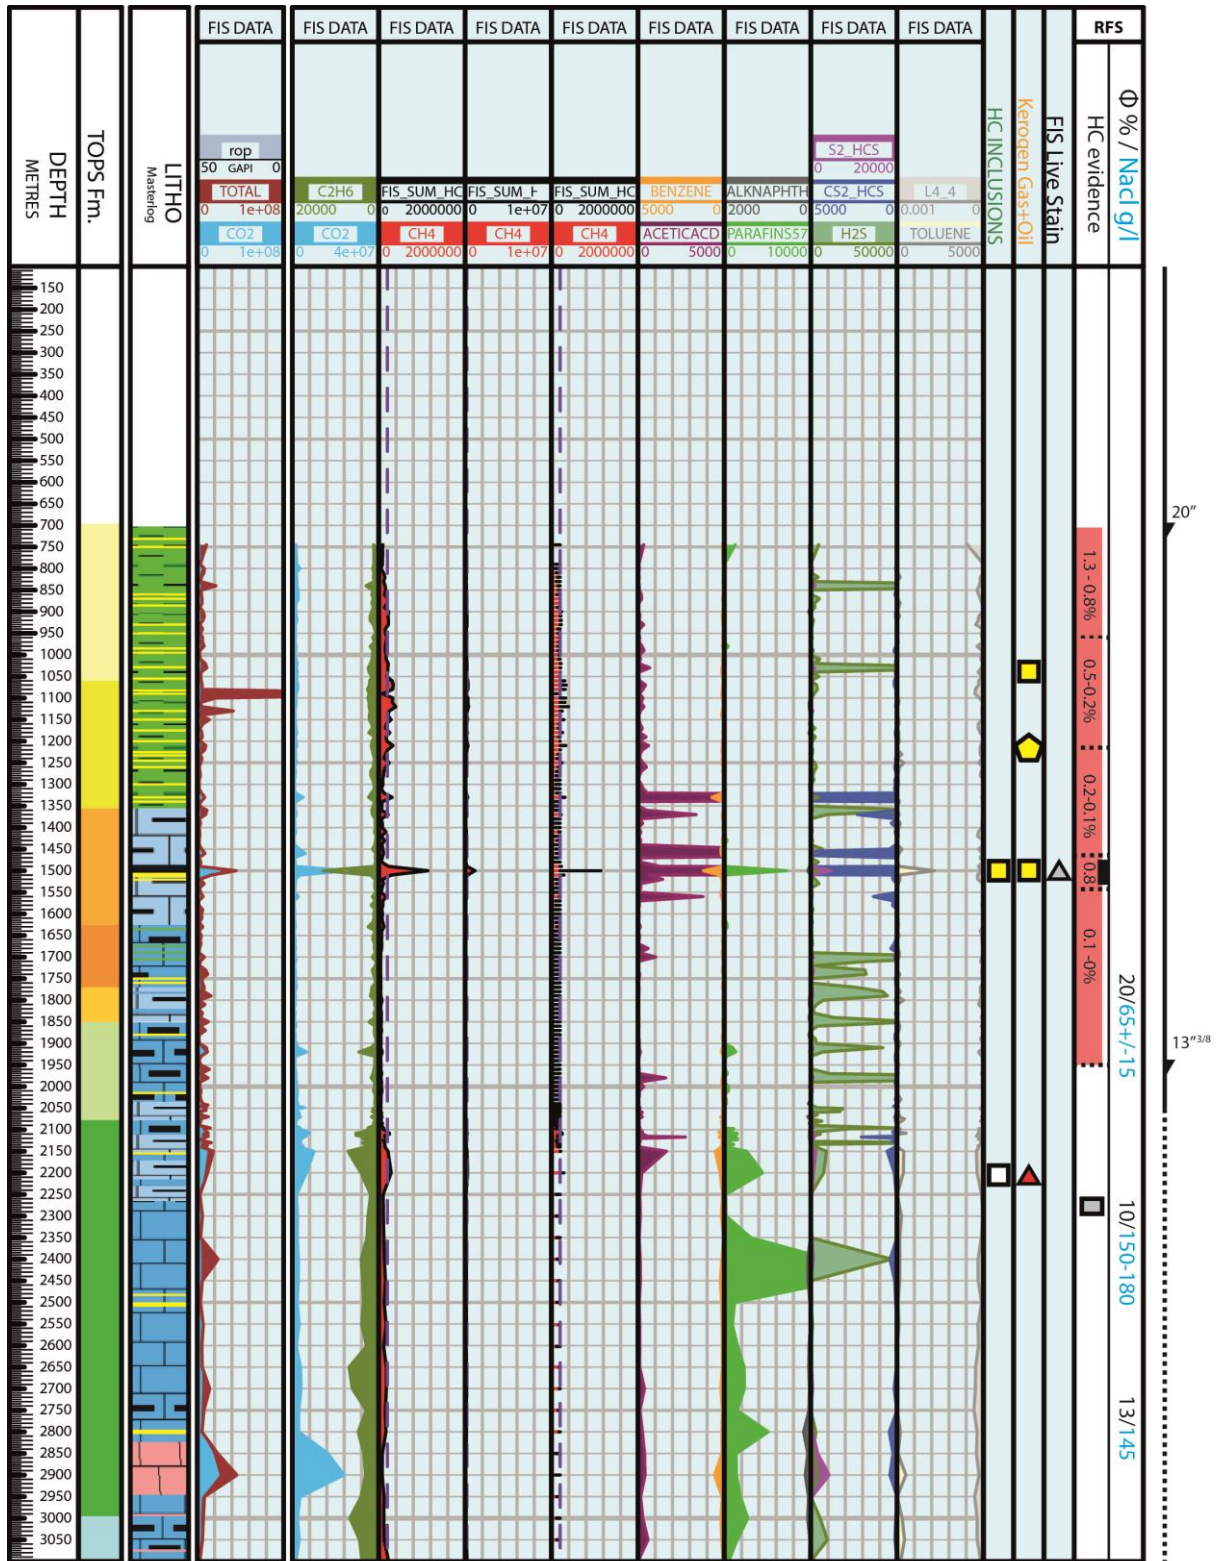 FIS DATA FIS DATA FIS DATA FIS DATA FIS DATA FIS DATA FIS DATA FIS DATA FIS DATA
RFS
DEPTH
METRES
TOPS Fm.
LITHO
Masterlog
rop
50 GAPI 0
TOTAL
0 1e+08
CO2
0 1e+08
C2H6
20000 0
CO2
0 4e+07
FIS_SUM_HC
0 2000000
CH4
0 2000000
FIS_SUM_H
0 1e+07
CH4
0 1e+07
FIS_SUM_HC
0 2000000
CH4
0 2000000
BENZENE
5000 0
ACETICACD
0 5000
ALKNAPHTH
2000 0
PARAFINS57
0 10000
S2_HCS
0 20000
CS2_HCS
5000 0
H2S
0 50000
L4_4
0.001 0
TOLUENE
0 5000
HC INCLUSIONS
Kerogen Gas+Oil
FIS Live Stain
HC evidence
Φ % / Nacl g/l
150
200
250
300
350
400
450
500
550
600
650
700
750
800
850
900
950
1000
1050
1100
1150
1200
1250
1300
1350
1400
1450
1500
1550
1600
1650
1700
1750
1800
1850
1900
1950
2000
2050
2100
2150
2200
2250
2300
2350
2400
2450
2500
2550
2600
2650
2700
2750
2800
2850
2900
2950
3000
3050
1.3 - 0.8%
0.5-0.2%
0.2-0.1%
0.8
0.1 -0%
20/65+/-15
10/150-180
13/145
20"
13"3/8